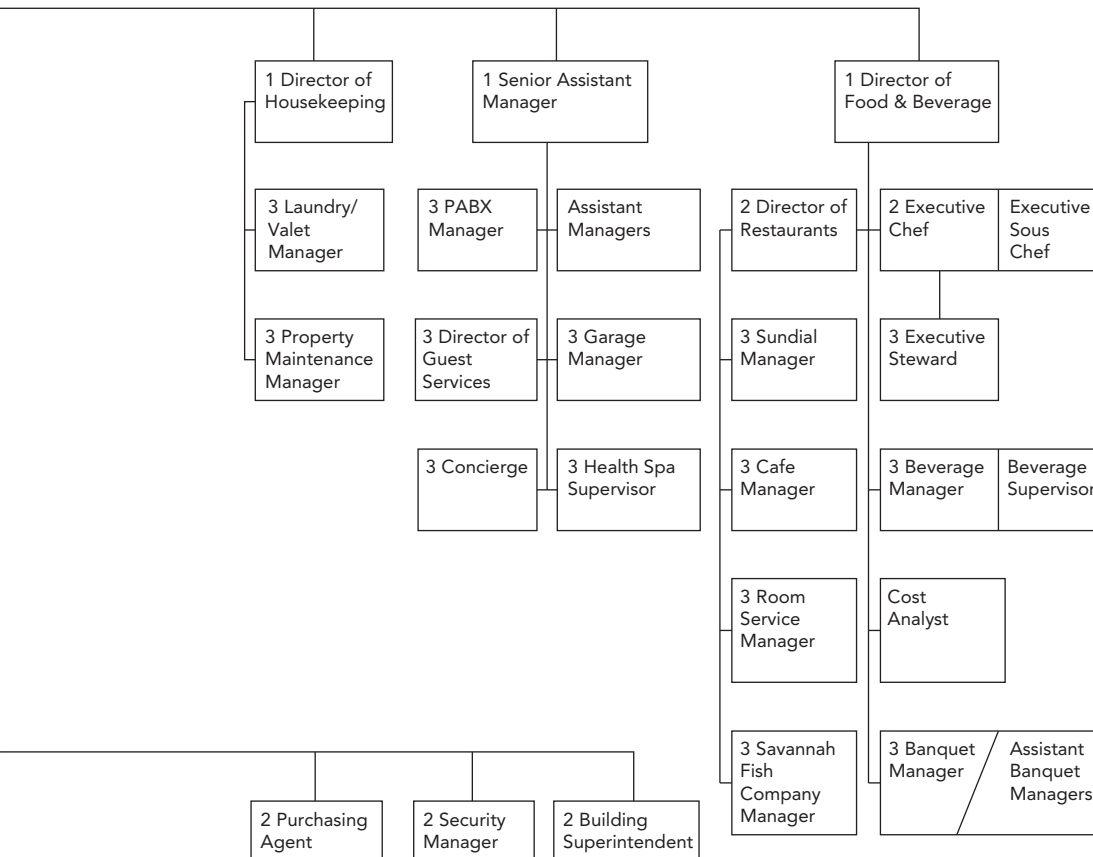 1 Director of
Housekeeping
1 Senior Assistant
Manager
1 Director of
Food & Beverage
3 Laundry/
Valet
Manager
3 PABX
Manager
Assistant
Managers
2 Director of
Restaurants
2 Executive
Chef
Executive
Sous
Chef
3 Property
Maintenance
Manager
3 Director of
Guest
Services
3 Garage
Manager
3 Sundial
Manager
3 Executive
Steward
3 Concierge
3 Health Spa
Supervisor
3 Cafe
Manager
3 Beverage
Manager
Beverage
Supervisor
3 Room
Service
Manager
Cost
Analyst
3 Savannah
Fish
Company
Manager
3 Banquet
Manager
Assistant
Banquet
Managers
2 Purchasing
Agent
2 Security
Manager
2 Building
Superintendent